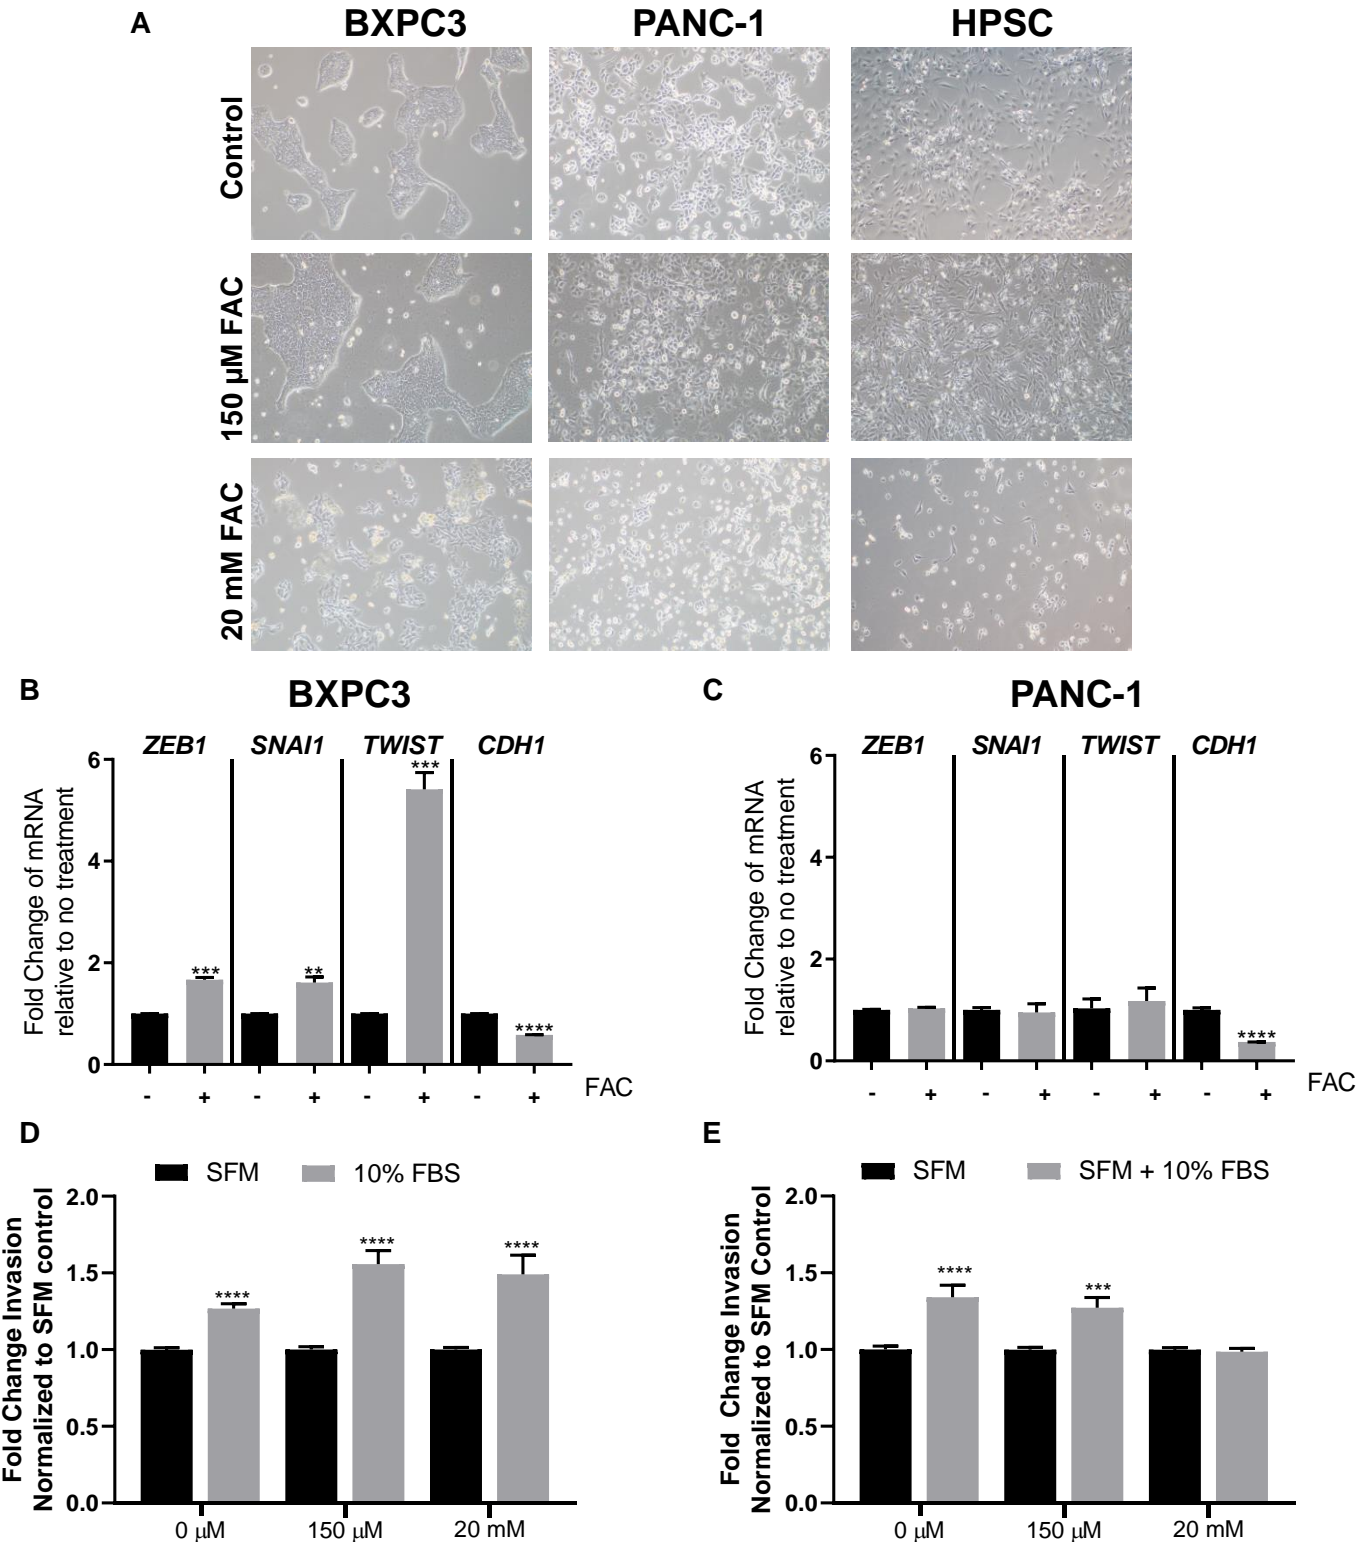 A
BXPC3 PANC-1 HPSC
Control
150 µM FAC
20 mM FAC
B
BXPC3
ZEB1 SNAI1 TWIST CDH1
Fold Change of mRNA
relative to no treatment
6
4
2
0
*** ** *** ****
- + - + - + - + FAC
C
PANC-1
ZEB1 SNAI1 TWIST CDH1
Fold Change of mRNA
relative to no treatment
6
4
2
0
****
- + - + - + - + FAC
D
SFM 10% FBS
Fold Change Invasion
Normalized to SFM control
2.0
1.5
1.0
0.5
0.0
**** **** ****
0 µM 150 µM 20 mM
E
SFM SFM + 10% FBS
Fold Change Invasion
Normalized to SFM Control
2.0
1.5
1.0
0.5
0.0
**** ***
0 µM 150 µM 20 mM